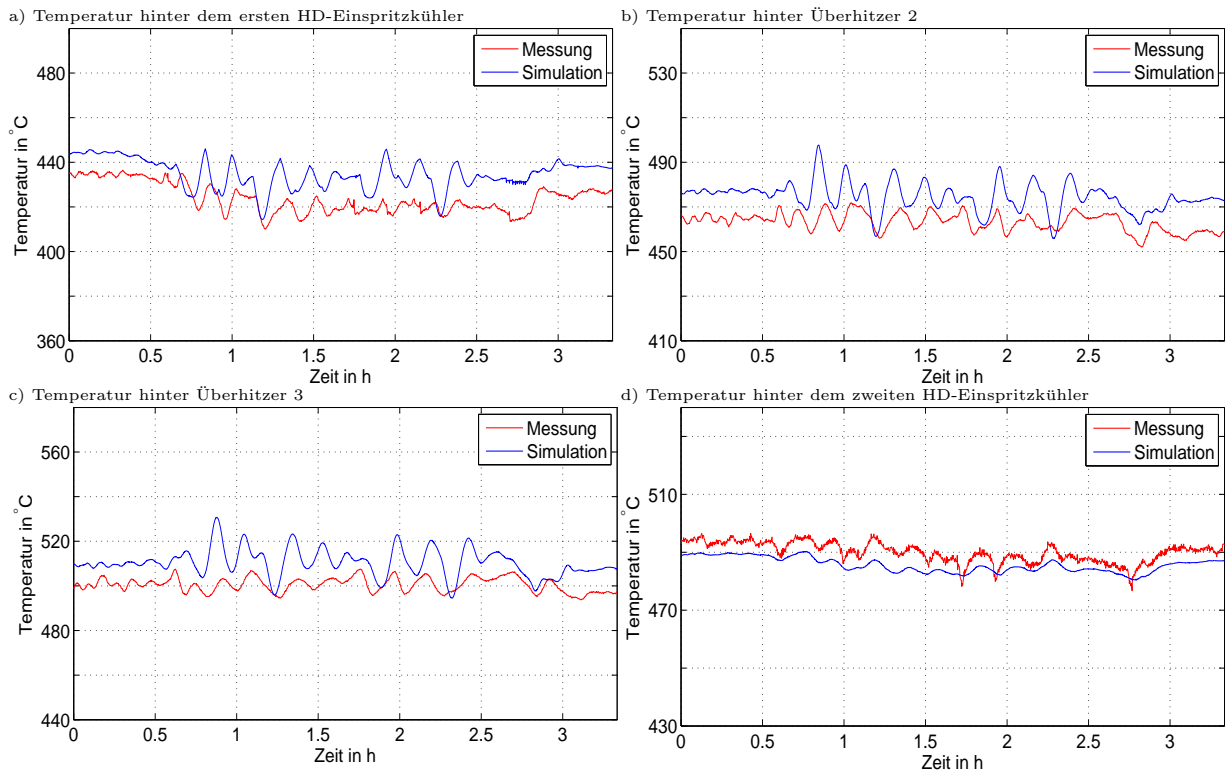 a) Temperatur hinter dem ersten HD-Einspritzkühler
Temperatur in °C
480
440
400
360
0 0.5 1 1.5 2 2.5 3
Zeit in h
Messung
Simulation
b) Temperatur hinter Überhitzer 2
Temperatur in °C
530
490
450
410
0 0.5 1 1.5 2 2.5 3
Zeit in h
Messung
Simulation
c) Temperatur hinter Überhitzer 3
Temperatur in °C
560
520
480
440
0 0.5 1 1.5 2 2.5 3
Zeit in h
Messung
Simulation
d) Temperatur hinter dem zweiten HD-Einspritzkühler
Temperatur in °C
510
470
430
0 0.5 1 1.5 2 2.5 3
Zeit in h
Messung
Simulation